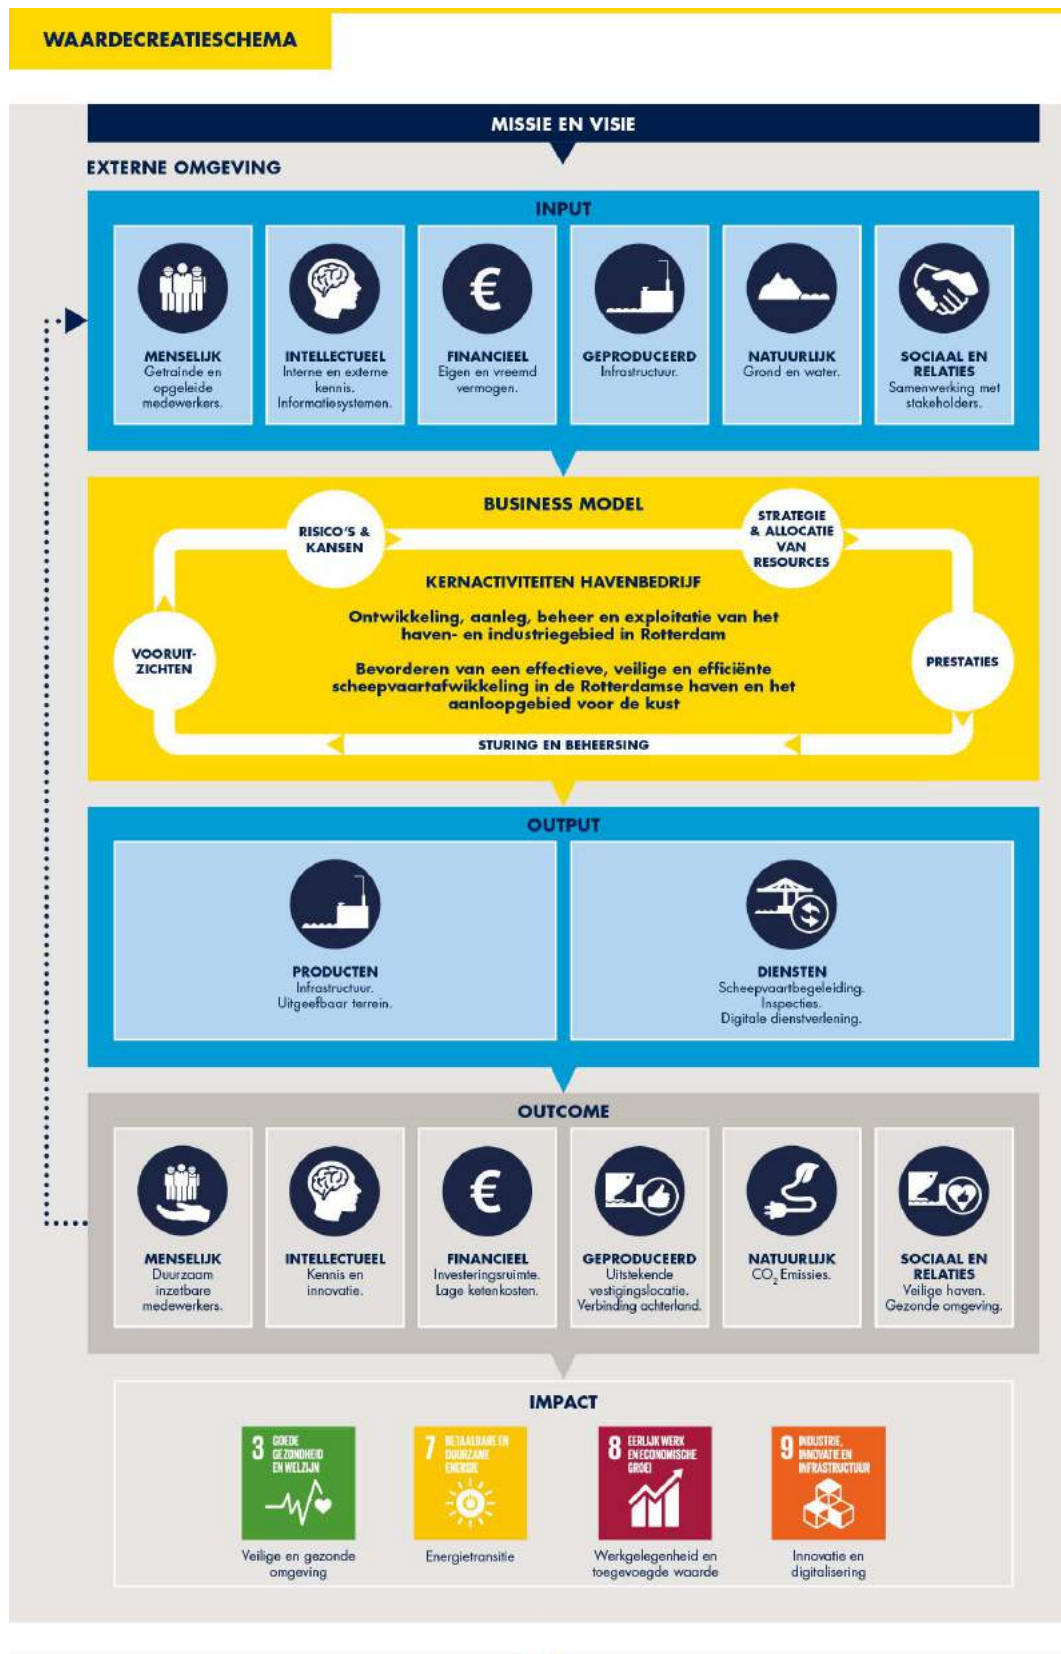 WAARDECREATIESCHEMA
MISSIE EN VISIE
EXTERNE OMGEVING
INPUT
MENSELIJK
Getrainde en
opgeleide
medewerkers.
INTELLECTUEEL
Interne en externe
kennis.
Informatiesystemen.
FINANCIEEL
Eigen en vreemd
vermogen.
GEPRODUCEERD
Infrastructuur.
NATUURLIJK
Grond en water.
SOCIAAL EN
RELATIES
Samenwerking met
stakeholders.
BUSINESS MODEL
RISICO'S &
KANSEN
STRATEGIE
& ALLOCATIE
VAN
RESOURCES
KERNACTIVITEITEN HAVENBEDRIJF
Ontwikkeling, aanleg, beheer en exploitatie van het
haven- en industriegebied in Rotterdam
VOORUIT-
ZICHTEN
PRESTATIES
Bevorderen van een effectieve, veilige en efficiënte
scheepvaartafwikkeling in de Rotterdamse haven en het
aanloopgebied voor de kust
STURING EN BEHEERSING
OUTPUT
PRODUCTEN
Infrastructuur.
Uitgeefbaar terrein.
DIENSTEN
Scheepvaartbegeleiding.
Inspecties.
Digitale dienstverlening.
OUTCOME
MENSELIJK
Duurzaam
inzetbare
medewerkers.
INTELLECTUEEL
Kennis en
innovatie.
FINANCIEEL
Investeringsruimte.
Lage ketenkosten.
GEPRODUCEERD
Uitstekende
vestigingslocatie.
Verbinding achterland.
NATUURLIJK
CO₂ Emissies.
SOCIAAL EN
RELATIES
Veilige haven.
Gezonde omgeving.
IMPACT
3 GOEDE
GEZONDHEID
EN WELZIJN
Veilige en gezonde
omgeving
7 BETAALBARE EN
DUURZAME
ENERGIE
Energietransitie
8 EERLIJK WERK
EN ECONOMISCHE
GROEI
Werkgelegenheid en
toegevoegde waarde
9 INDUSTRIE,
INNOVATIE EN
INFRASTRUCTUUR
Innovatie en
digitalisering